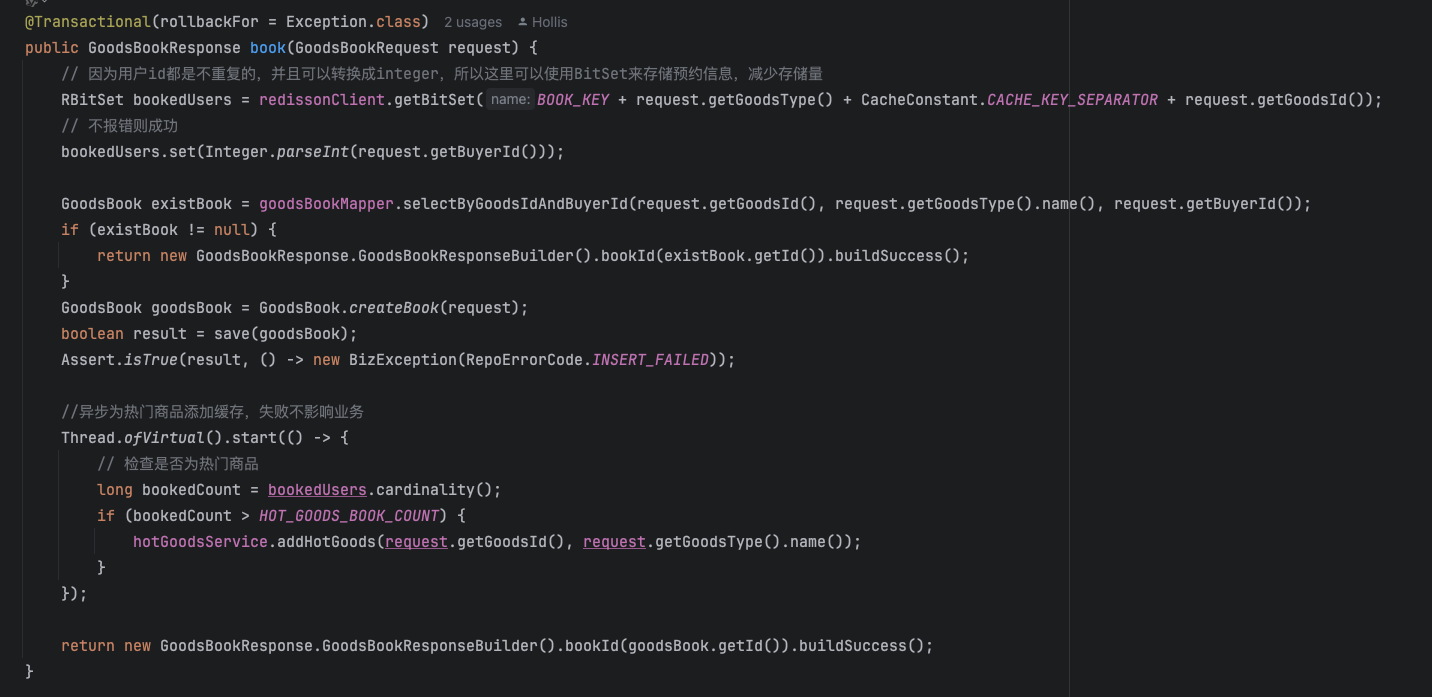 @Transactional(rollbackFor = Exception.class) 2 usages Hollis
public GoodsBookResponse book(GoodsBookRequest request) {
// 因为用户id都是不重复的，并且可以转换成integer，所以这里可以使用BitSet来存储预约信息，减少存储量
RBitSet bookedUsers = redissonClient.getBitSet( name: BOOK_KEY + request.getGoodsType() + CacheConstant.CACHE_KEY_SEPARATOR + request.getGoodsId());
// 不报错则成功
bookedUsers.set(Integer.parseInt(request.getBuyerId()));
GoodsBook existBook = goodsBookMapper.selectByGoodsIdAndBuyerId(request.getGoodsId(), request.getGoodsType().name(), request.getBuyerId());
if (existBook != null) {
return new GoodsBookResponse.GoodsBookResponseBuilder().bookId(existBook.getId()).buildSuccess();
}
GoodsBook goodsBook = GoodsBook.createBook(request);
boolean result = save(goodsBook);
Assert.isTrue(result, () -> new BizException(RepoErrorCode.INSERT_FAILED));
//异步为热门商品添加缓存，失败不影响业务
Thread.ofVirtual().start(() -> {
// 检查是否为热门商品
long bookedCount = bookedUsers.cardinality();
if (bookedCount > HOT_GOODS_BOOK_COUNT) {
hotGoodsService.addHotGoods(request.getGoodsId(), request.getGoodsType().name());
}
});
return new GoodsBookResponse.GoodsBookResponseBuilder().bookId(goodsBook.getId()).buildSuccess();
}